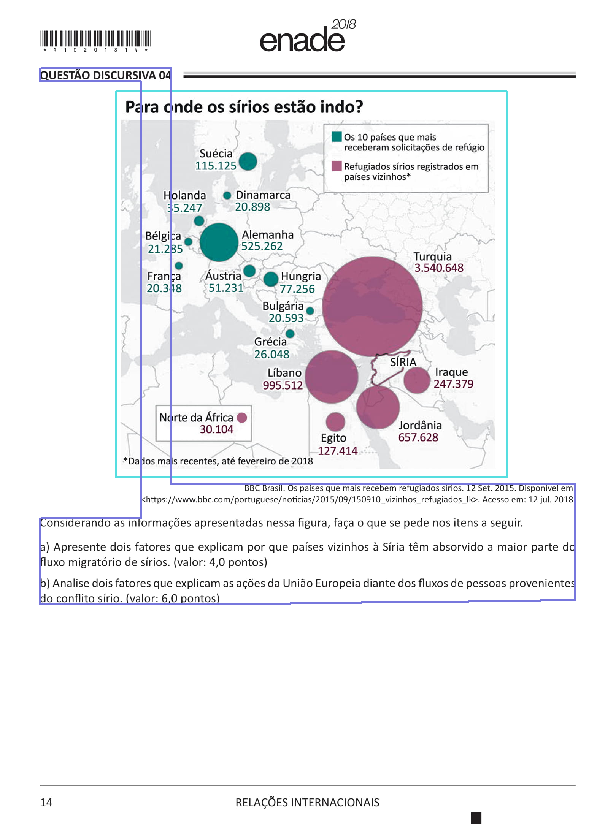 *R1020181 4*
enade 2018
QUESTÃO DISCURSIVA 04
Para onde os sírios estão indo?
Os 10 países que mais
receberam solicitações de refúgio
Refugiados sírios registrados em
países vizinhos*
Suécia
115.125
Holanda
35.247
Dinamarca
20.898
Bélgica
21.285
Alemanha
525.262
França
20.348
Áustria
51.231
Hungria
77.256
Bulgária
20.593
Grécia
26.048
Turquia
3.540.648
Líbano
995.512
SÍRIA
Iraque
247.379
Jordânia
657.628
Egito
127.414
Norte da África
30.104
*Dados mais recentes, até fevereiro de 2018
BBC Brasil. Os países que mais recebem refugiados sírios. 12 Set. 2015. Disponível em
<https://www.bbc.com/portuguese/noticias/2015/09/150910_vizinhos_refugiados_lk>. Acesso em: 12 jul. 2018
Considerando as informações apresentadas nessa figura, faça o que se pede nos itens a seguir.
a) Apresente dois fatores que explicam por que países vizinhos à Síria têm absorvido a maior parte do
fluxo migratório de sírios. (valor: 4,0 pontos)
b) Analise dois fatores que explicam as ações da União Europeia diante dos fluxos de pessoas provenientes
do conflito sírio. (valor: 6,0 pontos)
14
RELAÇÕES INTERNACIONAIS